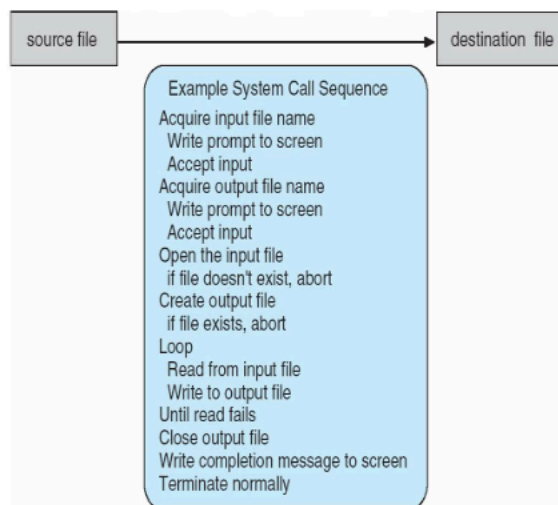 source file
destination file
Example System Call Sequence
Acquire input file name
Write prompt to screen
Accept input
Acquire output file name
Write prompt to screen
Accept input
Open the input file
if file doesn't exist, abort
Create output file
if file exists, abort
Loop
Read from input file
Write to output file
Until read fails
Close output file
Write completion message to screen
Terminate normally